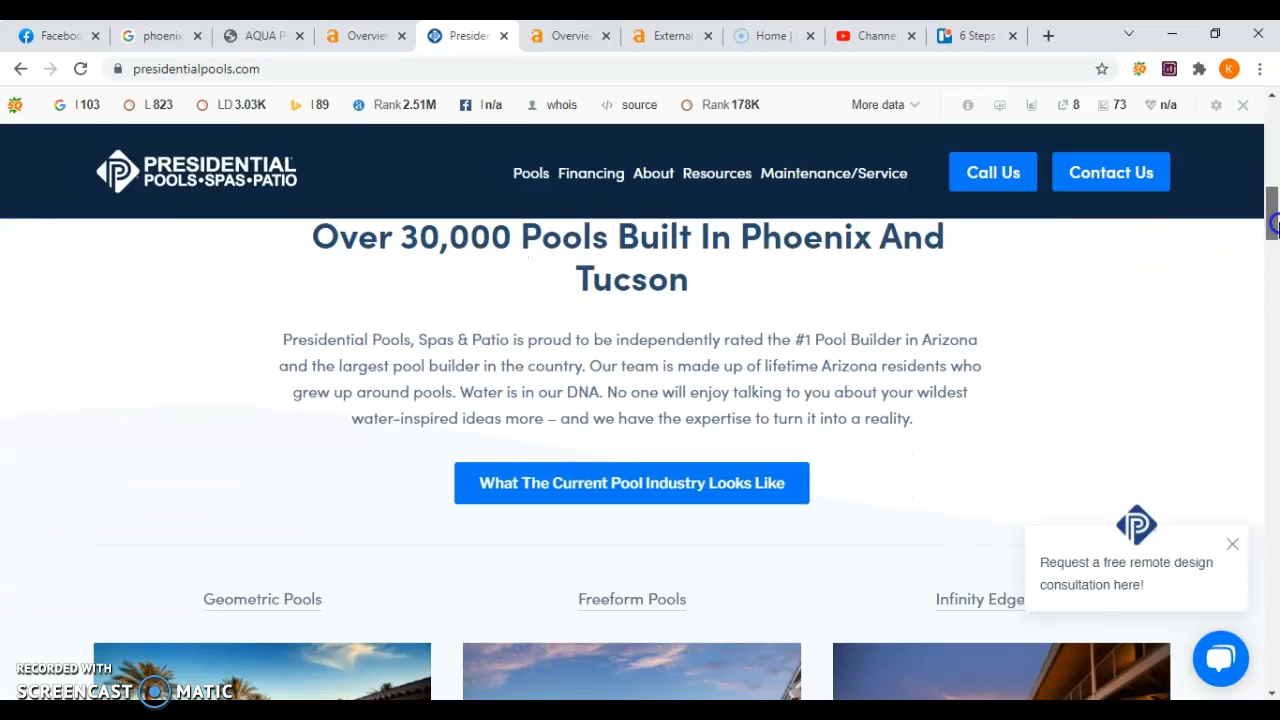 Faceboo
phoenix
AQUA P
Overvie
Presiden
Overvie
External
Home |
Channe
6 Steps
presidentialpools.com
K
I 103
L 823
LD 3.03K
I 89
Rank 2.51M
I n/a
whois
source
Rank 178K
More data
8
73
n/a
PRESIDENTIAL
POOLS•SPAS•PATIO
Pools
Financing
About
Resources
Maintenance/Service
Call Us
Contact Us
Over 30,000 Pools Built In Phoenix And
Tucson
Presidential Pools, Spas & Patio is proud to be independently rated the #1 Pool Builder in Arizona
and the largest pool builder in the country. Our team is made up of lifetime Arizona residents who
grew up around pools. Water is in our DNA. No one will enjoy talking to you about your wildest
water-inspired ideas more – and we have the expertise to turn it into a reality.
What The Current Pool Industry Looks Like
Request a free remote design
consultation here!
Geometric Pools
Freeform Pools
Infinity Edge
RECORDED WITH
SCREENCAST MATIC